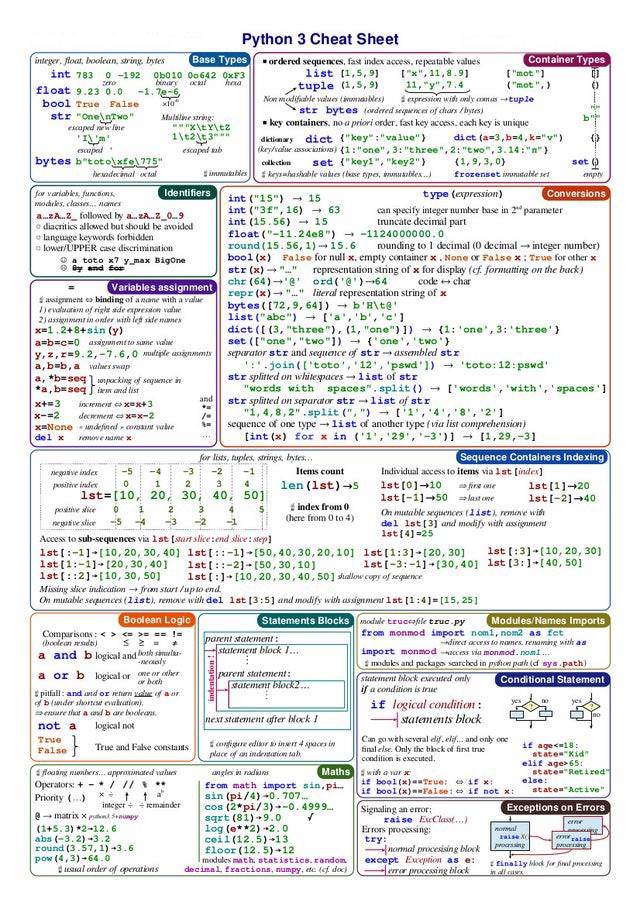 Python 3 Cheat Sheet
integer, float, boolean, string, bytes
Base Types
int 783 0 -192 0b010 0o642 0xF3
zero binary octal hexa
float 9.23 0.0 -1.7e-6
×10⁻⁶
bool True False
str "One\nTwo"
escaped new line
'I\'m'
escaped '
Multiline string:
"""X\tY\tZ
1\t2\t3"""
escaped tab
bytes b"toto\xfe\775"
hexadecimal octal
immutables
Container Types
■ ordered sequences, fast index access, repeatable values
list [1,5,9] ["x",11,8.9] ["mot"] []
tuple (1,5,9) 11,"y",7.4 ("mot",) ()
Non modifiable values (immutables)
expression with only comas →tuple
str bytes (ordered sequences of chars / bytes)
■ key containers, no a priori order, fast key access, each key is unique
dictionary dict {"key":"value"} dict(a=3,b=4,k="v") {}
(key/value associations) {1:"one",3:"three",2:"two",3.14:"π"}
collection set {"key1","key2"} {1,9,3,0} set()
keys=hashable values (base types, immutables…) frozenset immutable set empty
for variables, functions,
modules, classes… names
Identifiers
a…zA…Z_ followed by a…zA…Z_0…9
▫ diacritics allowed but should be avoided
▫ language keywords forbidden
▫ lower/UPPER case discrimination
☺ a toto x7 y_max BigOne
☹ 8y and for
=
Variables assignment
assignment ⇔ binding of a name with a value
1) evaluation of right side expression value
2) assignment in order with left side names
x=1.2+8+sin(y)
a=b=c=0 assignment to same value
y,z,r=9.2,-7.6,0 multiple assignments
a,b=b,a values swap
a,*b=seq
*a,b=seq
unpacking of sequence in
item and list
x+=3 increment ⇔ x=x+3
x-=2 decrement ⇔ x=x-2
x=None « undefined » constant value
del x remove name x
and
*=
/=
%=
…
type(expression)
Conversions
int("15") → 15
int("3f",16) → 63 can specify integer number base in 2nd parameter
int(15.56) → 15 truncate decimal part
float("-11.24e8") → -1124000000.0
round(15.56,1)→ 15.6 rounding to 1 decimal (0 decimal → integer number)
bool(x) False for null x, empty container x , None or False x ; True for other x
str(x)→ "…" representation string of x for display (cf. formatting on the back)
chr(64)→'@' ord('@')→64 code ↔ char
repr(x)→ "…" literal representation string of x
bytes([72,9,64]) → b'H\t@'
list("abc") → ['a','b','c']
dict([(3,"three"),(1,"one")]) → {1:'one',3:'three'}
set(["one","two"]) → {'one','two'}
separator str and sequence of str → assembled str
':'.join(['toto','12','pswd']) → 'toto:12:pswd'
str splitted on whitespaces → list of str
"words with  spaces".split() → ['words','with','spaces']
str splitted on separator str → list of str
"1,4,8,2".split(",") → ['1','4','8','2']
sequence of one type → list of another type (via list comprehension)
[int(x) for x in ('1','29','-3')] → [1,29,-3]
for lists, tuples, strings, bytes…
Sequence Containers Indexing
negative index -5 -4 -3 -2 -1
positive index 0 1 2 3 4
lst=[10, 20, 30, 40, 50]
positive slice 0 1 2 3 4 5
negative slice -5 -4 -3 -2 -1
Items count
len(lst)→5
index from 0
(here from 0 to 4)
Individual access to items via lst[index]
lst[0]→10 ⇒ first one lst[1]→20
lst[-1]→50 ⇒ last one lst[-2]→40
On mutable sequences (list), remove with
del lst[3] and modify with assignment
lst[4]=25
Access to sub-sequences via lst[start slice:end slice:step]
lst[:-1]→[10,20,30,40] lst[::-1]→[50,40,30,20,10] lst[1:3]→[20,30] lst[:3]→[10,20,30]
lst[1:-1]→[20,30,40] lst[::-2]→[50,30,10] lst[-3:-1]→[30,40] lst[3:]→[40,50]
lst[::2]→[10,30,50] lst[:]→[10,20,30,40,50] shallow copy of sequence
Missing slice indication → from start / up to end.
On mutable sequences (list), remove with del lst[3:5] and modify with assignment lst[1:4]=[15,25]
Boolean Logic
Comparisons : < > <= >= == !=
(boolean results) ≤ ≥ = ≠
a and b logical and both simulta-
-neously
a or b logical or one or other
or both
pitfall : and and or return value of a or
of b (under shortcut evaluation).
⇒ ensure that a and b are booleans.
not a logical not
True
False
True and False constants
Statements Blocks
parent statement :
statement block 1…
⋮
parent statement :
statement block2…
⋮
next statement after block 1
indentation !
configure editor to insert 4 spaces in
place of an indentation tab.
module truc⇔file truc.py
Modules/Names Imports
from monmod import nom1,nom2 as fct
→direct access to names, renaming with as
import monmod →access via monmod.nom1 …
modules and packages searched in python path (cf sys.path)
statement block executed only
if a condition is true
Conditional Statement
if logical condition :
statements block
yes no yes no
? ?
Can go with several elif, elif... and only one
final else. Only the block of first true
condition is executed.
with a var x:
if bool(x)==True: ⇔ if x:
if bool(x)==False: ⇔ if not x:
if age<=18:
state="Kid"
elif age>65:
state="Retired"
else:
state="Active"
floating numbers… approximated values
angles in radians
Maths
Operators: + - * / // % **
Priority (…) × ÷ ↑ ↑ aᵇ
integer ÷ ÷ remainder
@ → matrix × python3.5+numpy
(1+5.3)*2→12.6
abs(-3.2)→3.2
round(3.57,1)→3.6
pow(4,3)→64.0
usual order of operations
from math import sin,pi…
sin(pi/4)→0.707…
cos(2*pi/3)→-0.4999…
sqrt(81)→9.0 √
log(e**2)→2.0
ceil(12.5)→13
floor(12.5)→12
modules math, statistics, random,
decimal, fractions, numpy, etc. (cf. doc)
Exceptions on Errors
Signaling an error:
raise ExcClass(…)
Errors processing:
try:
normal processing block
except Exception as e:
error processing block
normal
raise X()
processing
error
processing
error
raise
processing
finally block for final processing
in all cases.